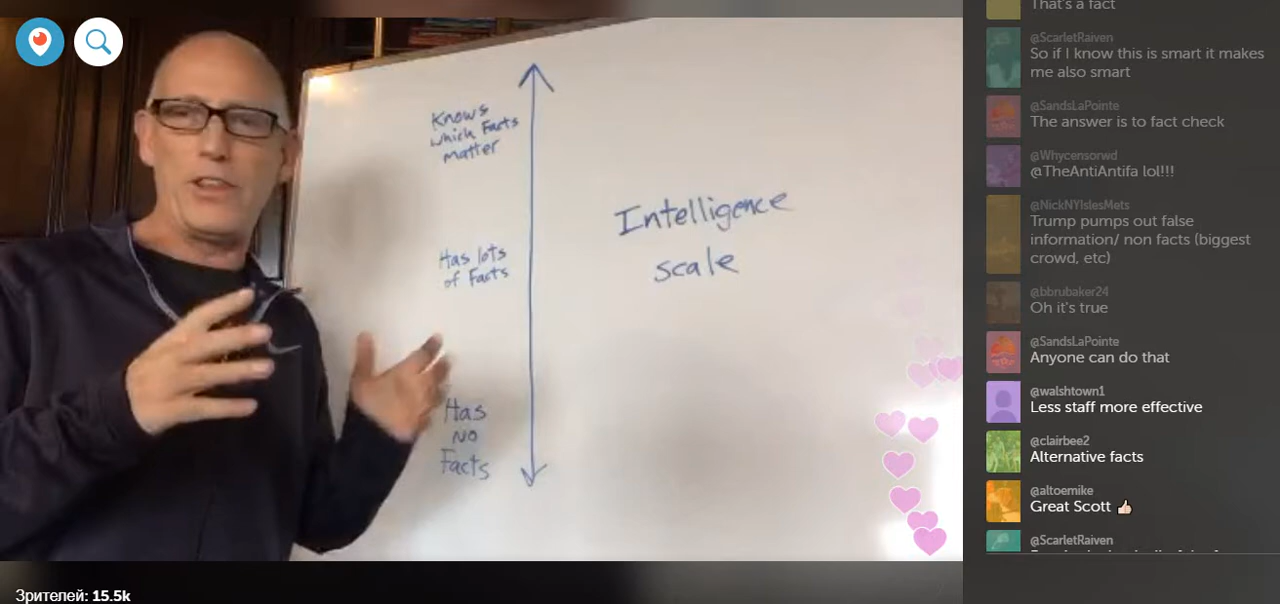 Knows
which Facts
matter
Has lots
of Facts
Has
No
Facts
Intelligence
scale
That's a fact
@ScarletRaiven
So if I know this is smart it makes
me also smart
@SandsLaPointe
The answer is to fact check
@Whycensorwd
@TheAntiAntifa lol!!!
@NickNYIslesMets
Trump pumps out false
information/ non facts (biggest
crowd, etc)
@bbrubaker24
Oh it's true
@SandsLaPointe
Anyone can do that
@walshtown1
Less staff more effective
@clairbee2
Alternative facts
@altoemike
Great Scott 👍🏻
@ScarletRaiven
Зрителей: 15.5k